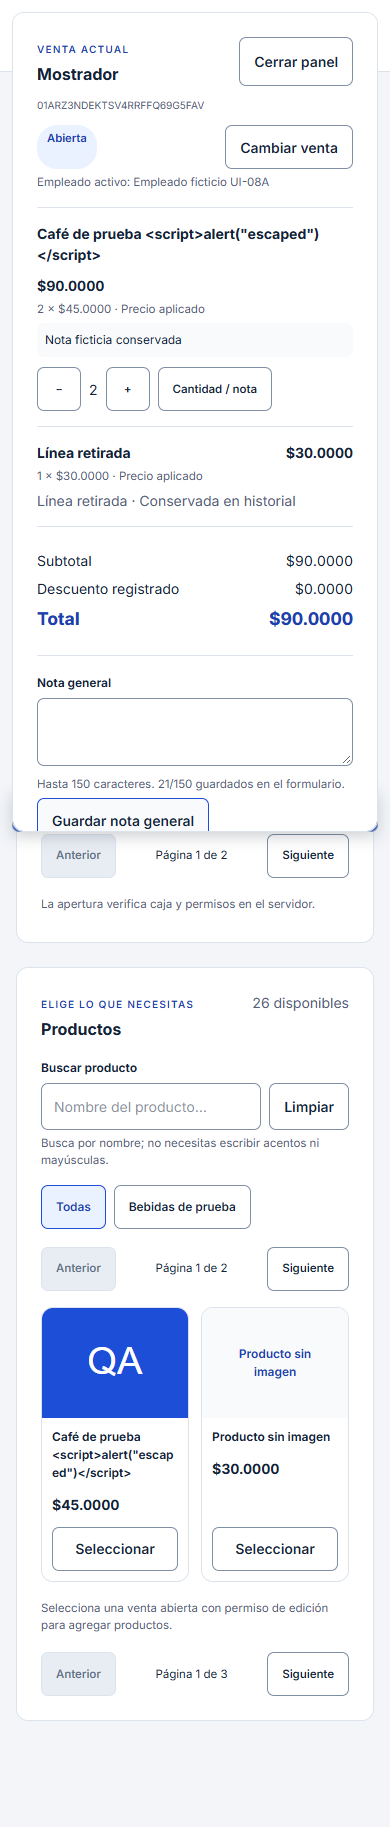 VENTA ACTUAL
Mostrador
Cerrar panel
01ARZ3NDEKTSV4RRFFQ69G5FAV
Abierta
Cambiar venta
Empleado activo: Empleado ficticio UI-08A
Café de prueba <script>alert("escaped")
</script>
$90.0000
2 × $45.0000 · Precio aplicado
Nota ficticia conservada
− 2 + Cantidad / nota
Línea retirada $30.0000
1 × $30.0000 · Precio aplicado
Línea retirada · Conservada en historial
Subtotal $90.0000
Descuento registrado $0.0000
Total $90.0000
Nota general
Hasta 150 caracteres. 21/150 guardados en el formulario.
Guardar nota general
Anterior Página 1 de 2 Siguiente
La apertura verifica caja y permisos en el servidor.
ELIGE LO QUE NECESITAS 26 disponibles
Productos
Buscar producto
Nombre del producto... Limpiar
Busca por nombre; no necesitas escribir acentos ni
mayúsculas.
Todas Bebidas de prueba
Anterior Página 1 de 2 Siguiente
QA
Café de prueba
<script>alert("escap
ed")</script>
$45.0000
Seleccionar
Producto sin
imagen
Producto sin imagen
$30.0000
Seleccionar
Selecciona una venta abierta con permiso de edición
para agregar productos.
Anterior Página 1 de 3 Siguiente